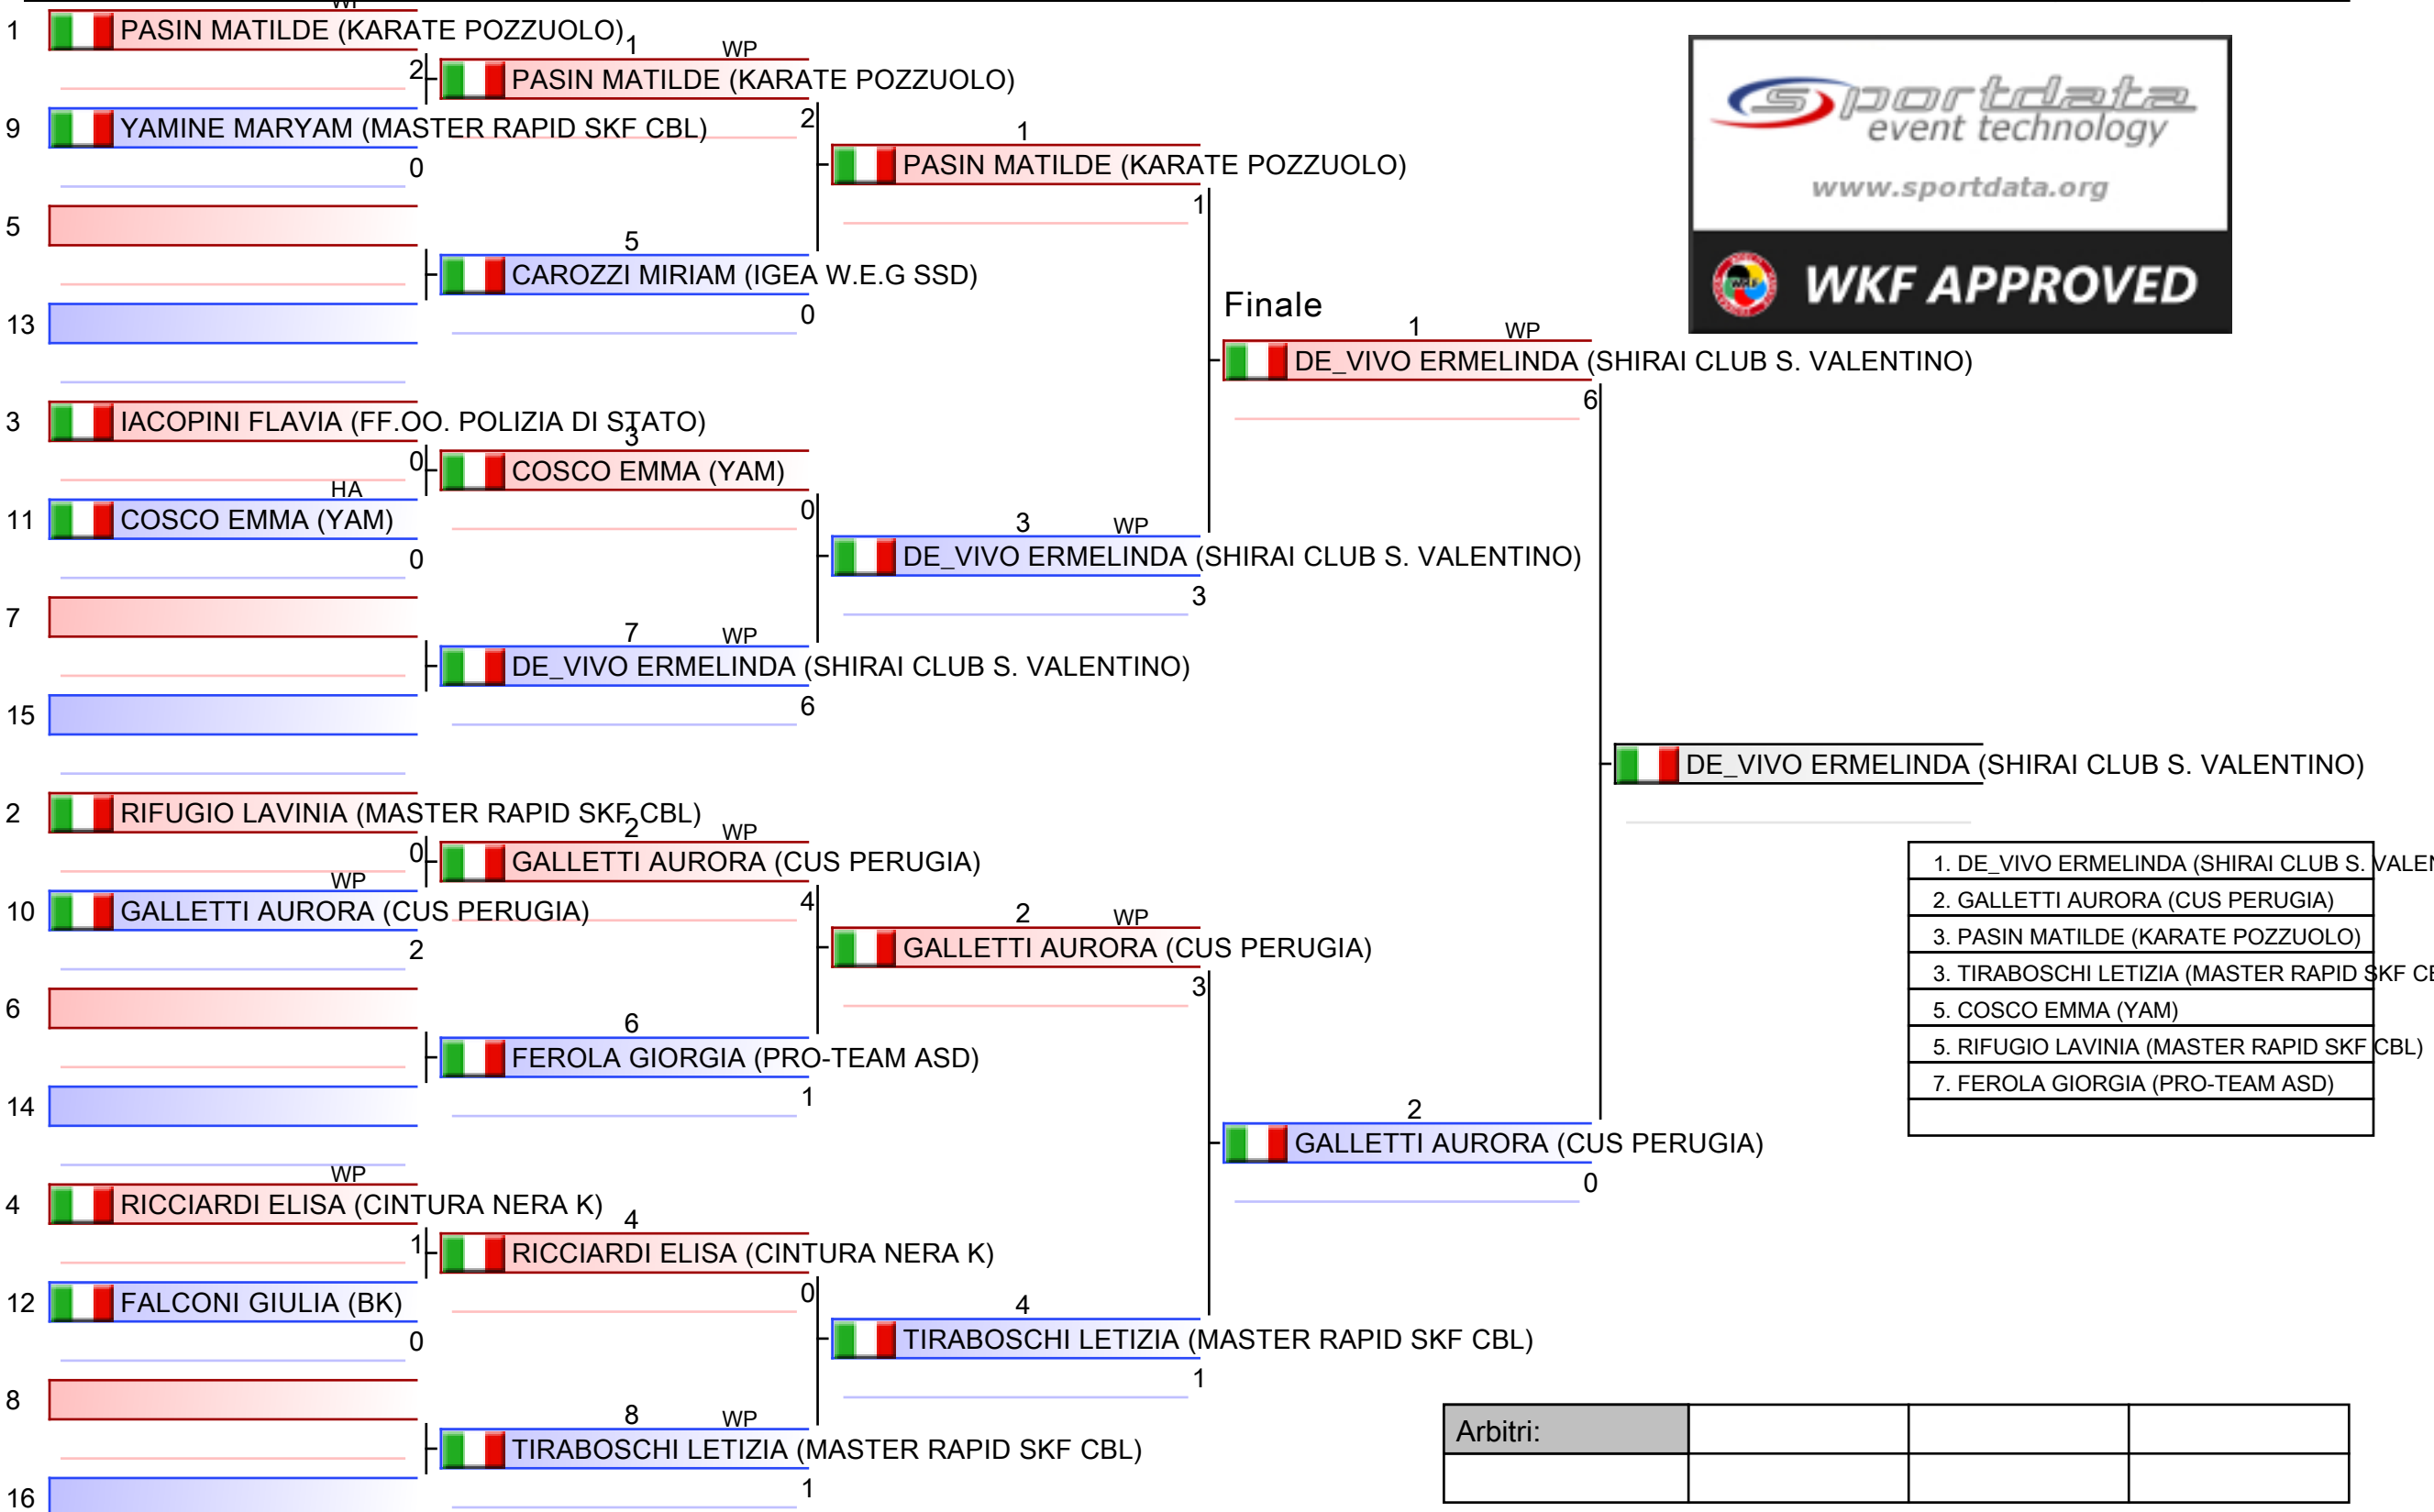 1 PASIN MATILDE (KARATE POZZUOLO)
2
9 YAMINE MARYAM (MASTER RAPID SKF CBL)
0
5
13
3 IACOPINI FLAVIA (FF.OO. POLIZIA DI STATO)
0
HA
11 COSCO EMMA (YAM)
0
7
15
2 RIFUGIO LAVINIA (MASTER RAPID SKF CBL)
0
WP
10 GALLETTI AURORA (CUS PERUGIA)
2
6
14
WP
4 RICCIARDI ELISA (CINTURA NERA K)
1
12 FALCONI GIULIA (BK)
0
8
16
1 WP
PASIN MATILDE (KARATE POZZUOLO)
2
5
CAROZZI MIRIAM (IGEA W.E.G SSD)
0
3
COSCO EMMA (YAM)
0
7 WP
DE_VIVO ERMELINDA (SHIRAI CLUB S. VALENTINO)
6
2 WP
GALLETTI AURORA (CUS PERUGIA)
4
6
FEROLA GIORGIA (PRO-TEAM ASD)
1
4
RICCIARDI ELISA (CINTURA NERA K)
0
8 WP
TIRABOSCHI LETIZIA (MASTER RAPID SKF CBL)
1
1
PASIN MATILDE (KARATE POZZUOLO)
1
3 WP
DE_VIVO ERMELINDA (SHIRAI CLUB S. VALENTINO)
3
2 WP
GALLETTI AURORA (CUS PERUGIA)
3
4
TIRABOSCHI LETIZIA (MASTER RAPID SKF CBL)
1
Finale
1 WP
DE_VIVO ERMELINDA (SHIRAI CLUB S. VALENTINO)
6
2
GALLETTI AURORA (CUS PERUGIA)
0
DE_VIVO ERMELINDA (SHIRAI CLUB S. VALENTINO)
sportdata
event technology
www.sportdata.org
WKF APPROVED
1. DE_VIVO ERMELINDA (SHIRAI CLUB S. VALEN
2. GALLETTI AURORA (CUS PERUGIA)
3. PASIN MATILDE (KARATE POZZUOLO)
3. TIRABOSCHI LETIZIA (MASTER RAPID SKF CB
5. COSCO EMMA (YAM)
5. RIFUGIO LAVINIA (MASTER RAPID SKF CBL)
7. FEROLA GIORGIA (PRO-TEAM ASD)
Arbitri: